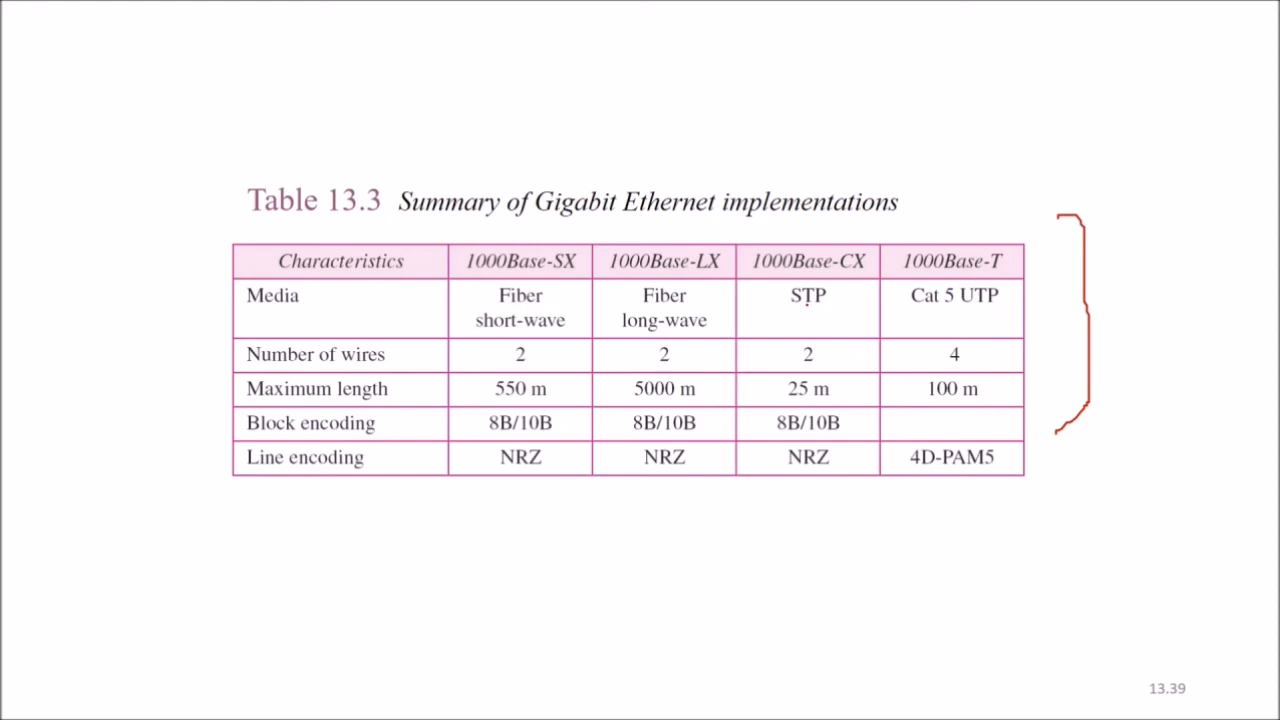 Table 13.3 Summary of Gigabit Ethernet implementations
Characteristics 1000Base-SX 1000Base-LX 1000Base-CX 1000Base-T
Media Fiber short-wave Fiber long-wave STP Cat 5 UTP
Number of wires 2 2 2 4
Maximum length 550 m 5000 m 25 m 100 m
Block encoding 8B/10B 8B/10B 8B/10B
Line encoding NRZ NRZ NRZ 4D-PAM5
13.39